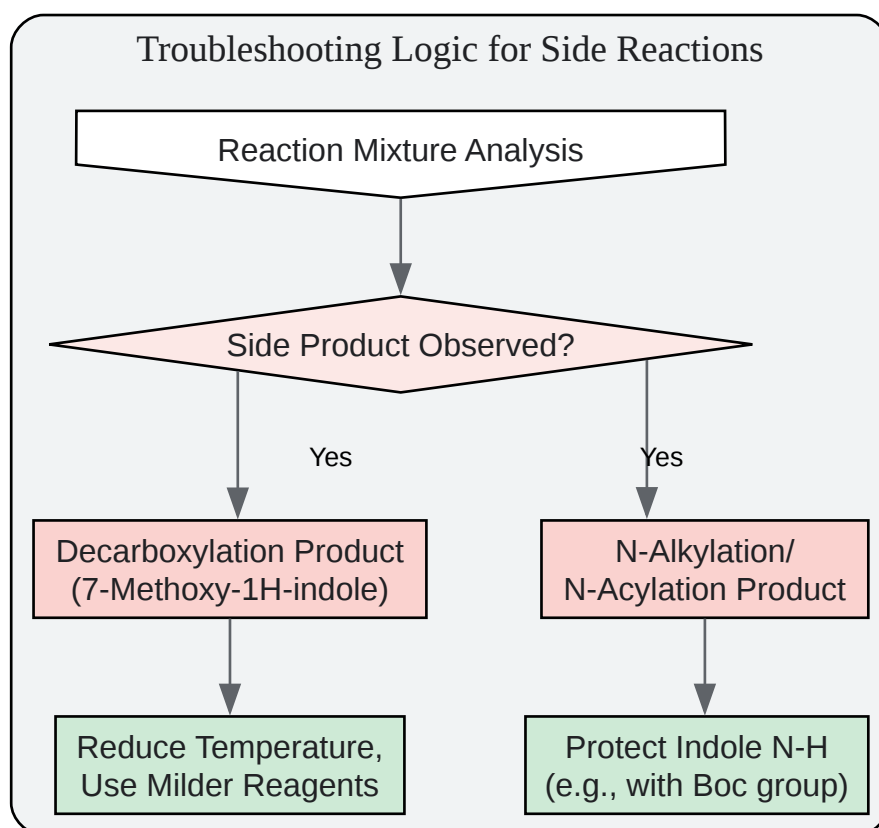 Troubleshooting Logic for Side Reactions
Reaction Mixture Analysis
Side Product Observed?
Yes
Yes
Decarboxylation Product
(7-Methoxy-1H-indole)
N-Alkylation/
N-Acylation Product
Reduce Temperature,
Use Milder Reagents
Protect Indole N-H
(e.g., with Boc group)